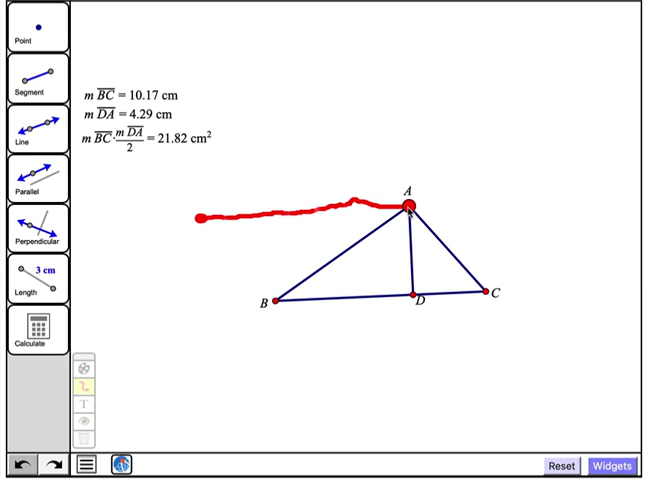 Point
Segment
Line
Parallel
Perpendicular
3 cm
Length
Calculate
m BC = 10.17 cm
m DA = 4.29 cm
m BC · m DA / 2 = 21.82 cm²
A
B
D
C
T
Reset Widgets